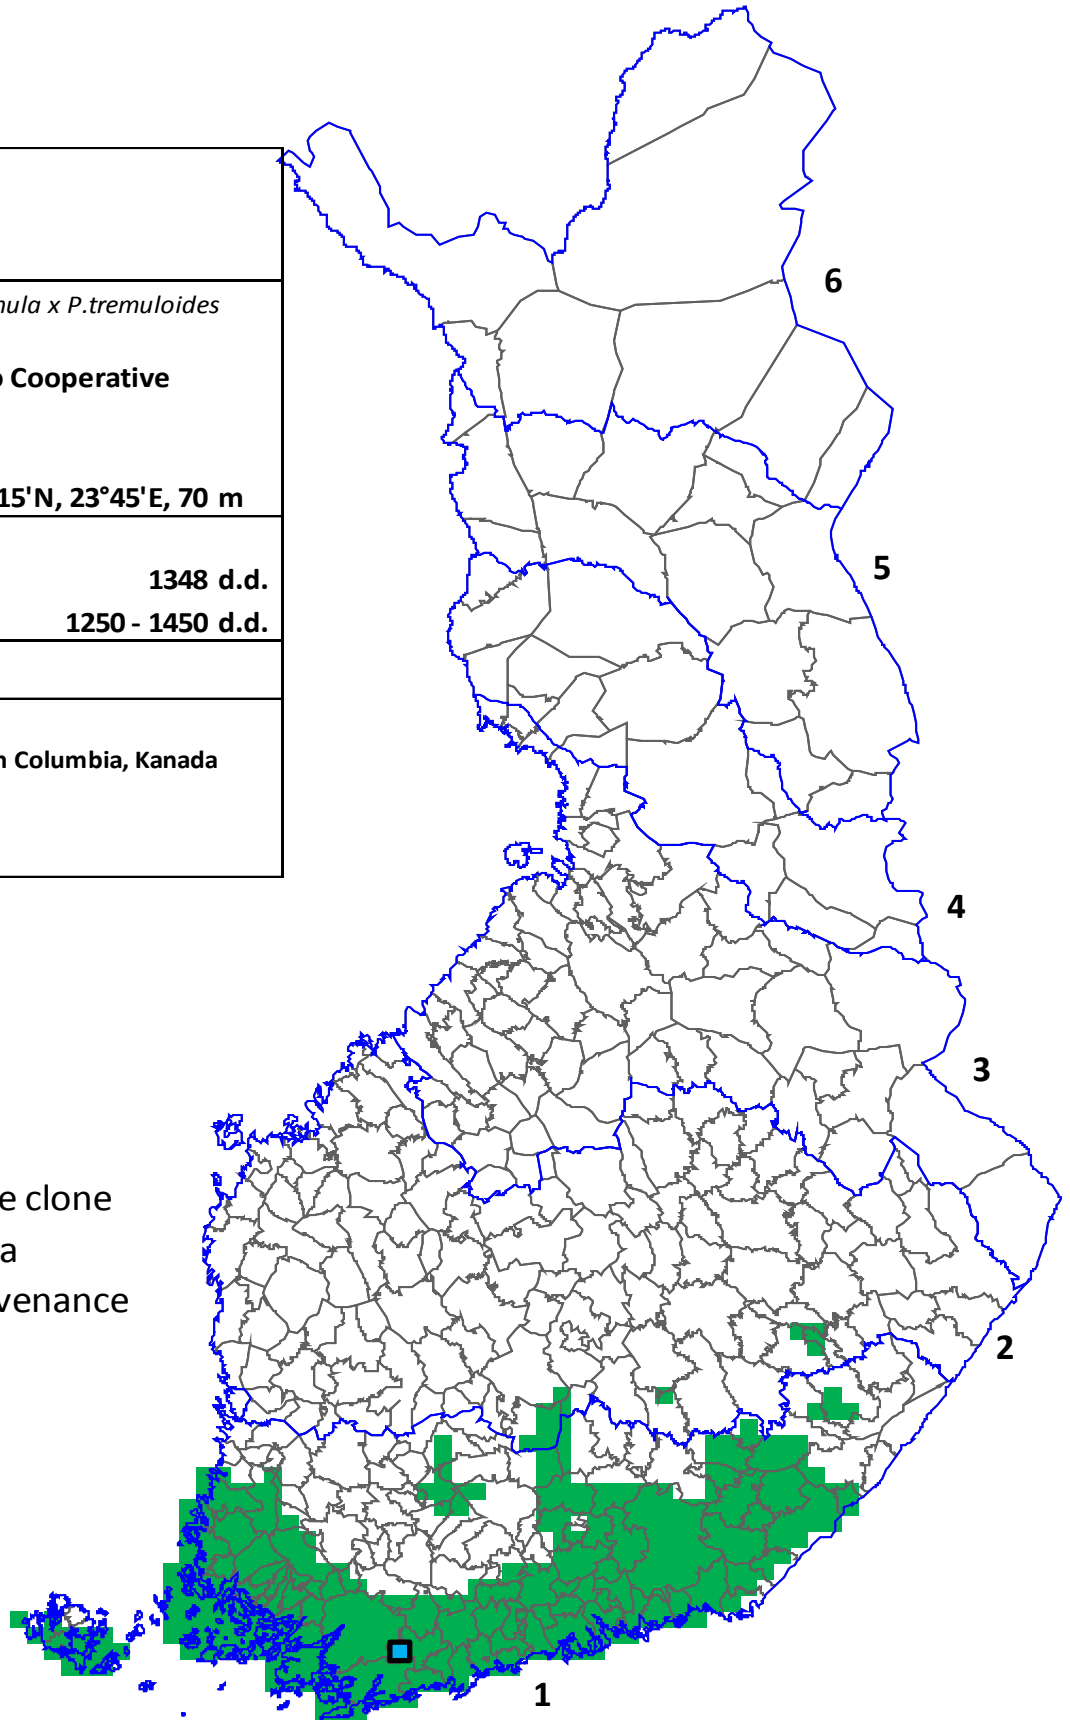 nula x P.tremuloides
o Cooperative
15'N, 23°45'E, 70 m
1348 d.d.
1250 - 1450 d.d.
n Columbia, Kanada
e clone
a
venance
6
5
4
3
2
1